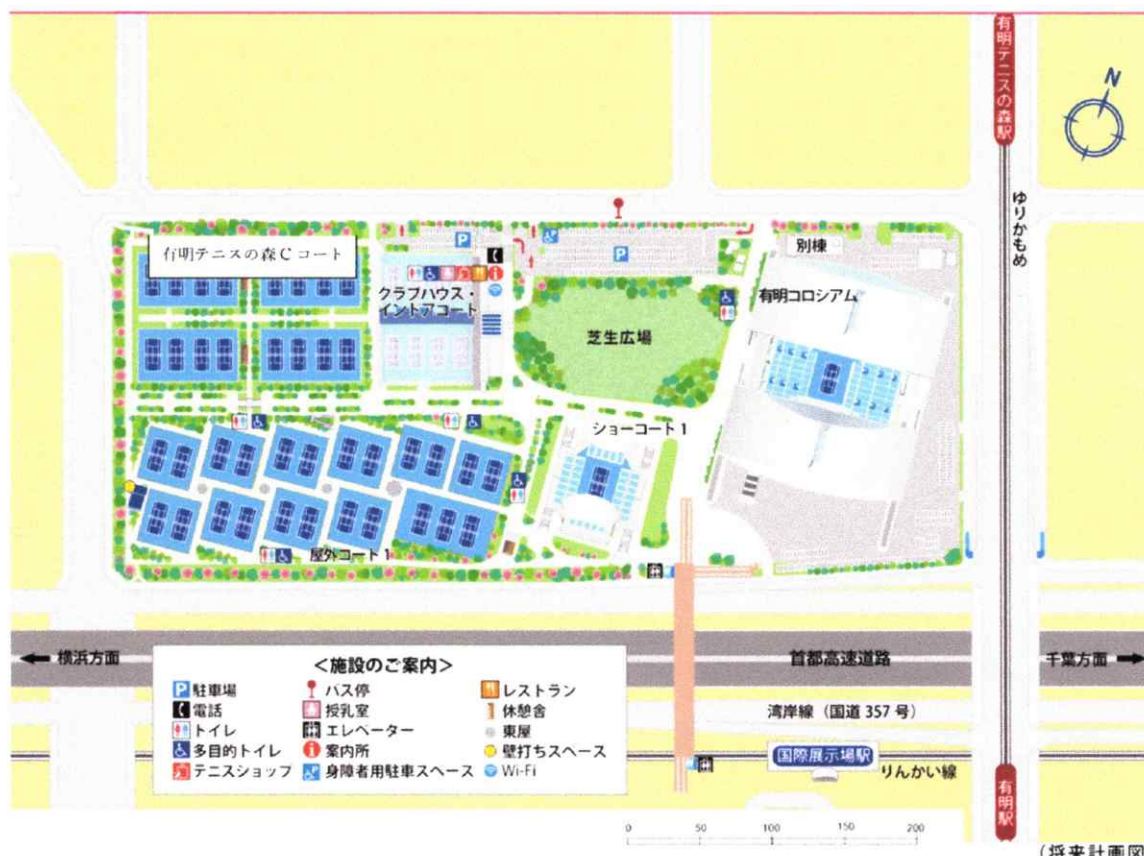 有明テニスの森駅
N
ゆりかもめ
有明テニスの森Cコート
P
P
別棟
クラブハウス・
インドアコート
有明コロシアム
芝生広場
ショーコート1
屋外コート1
横浜方面
首都高速道路
千葉方面
湾岸線(国道357号)
国際展示場駅
りんかい線
有明駅
<施設のご案内>
P 駐車場
バス停
レストラン
電話
授乳室
休憩舎
トイレ
エレベーター
東屋
多目的トイレ
案内所
壁打ちスペース
テニスショップ
身障者用駐車スペース
Wi-Fi
0 50 100 150 200
(将来計画図